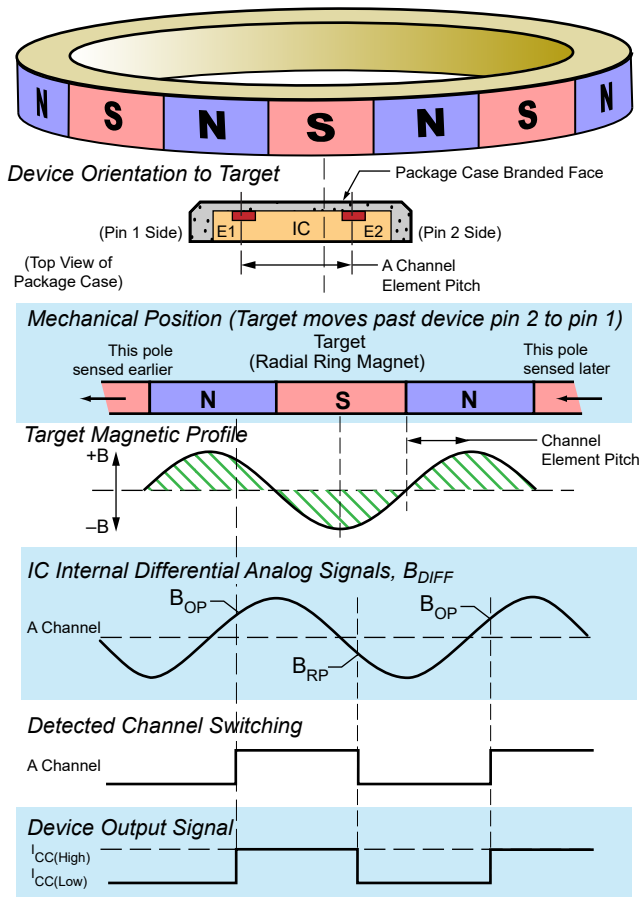 N S N S N S N
Device Orientation to Target
Package Case Branded Face
(Pin 1 Side)
E1 IC E2
(Pin 2 Side)
(Top View of
Package Case)
A Channel
Element Pitch
Mechanical Position (Target moves past device pin 2 to pin 1)
This pole
sensed earlier
Target
(Radial Ring Magnet)
This pole
sensed later
N S N
Target Magnetic Profile
+B
–B
Channel
Element Pitch
IC Internal Differential Analog Signals, BDIFF
A Channel
BOP
BRP
BOP
Detected Channel Switching
A Channel
Device Output Signal
ICC(High)
ICC(Low)